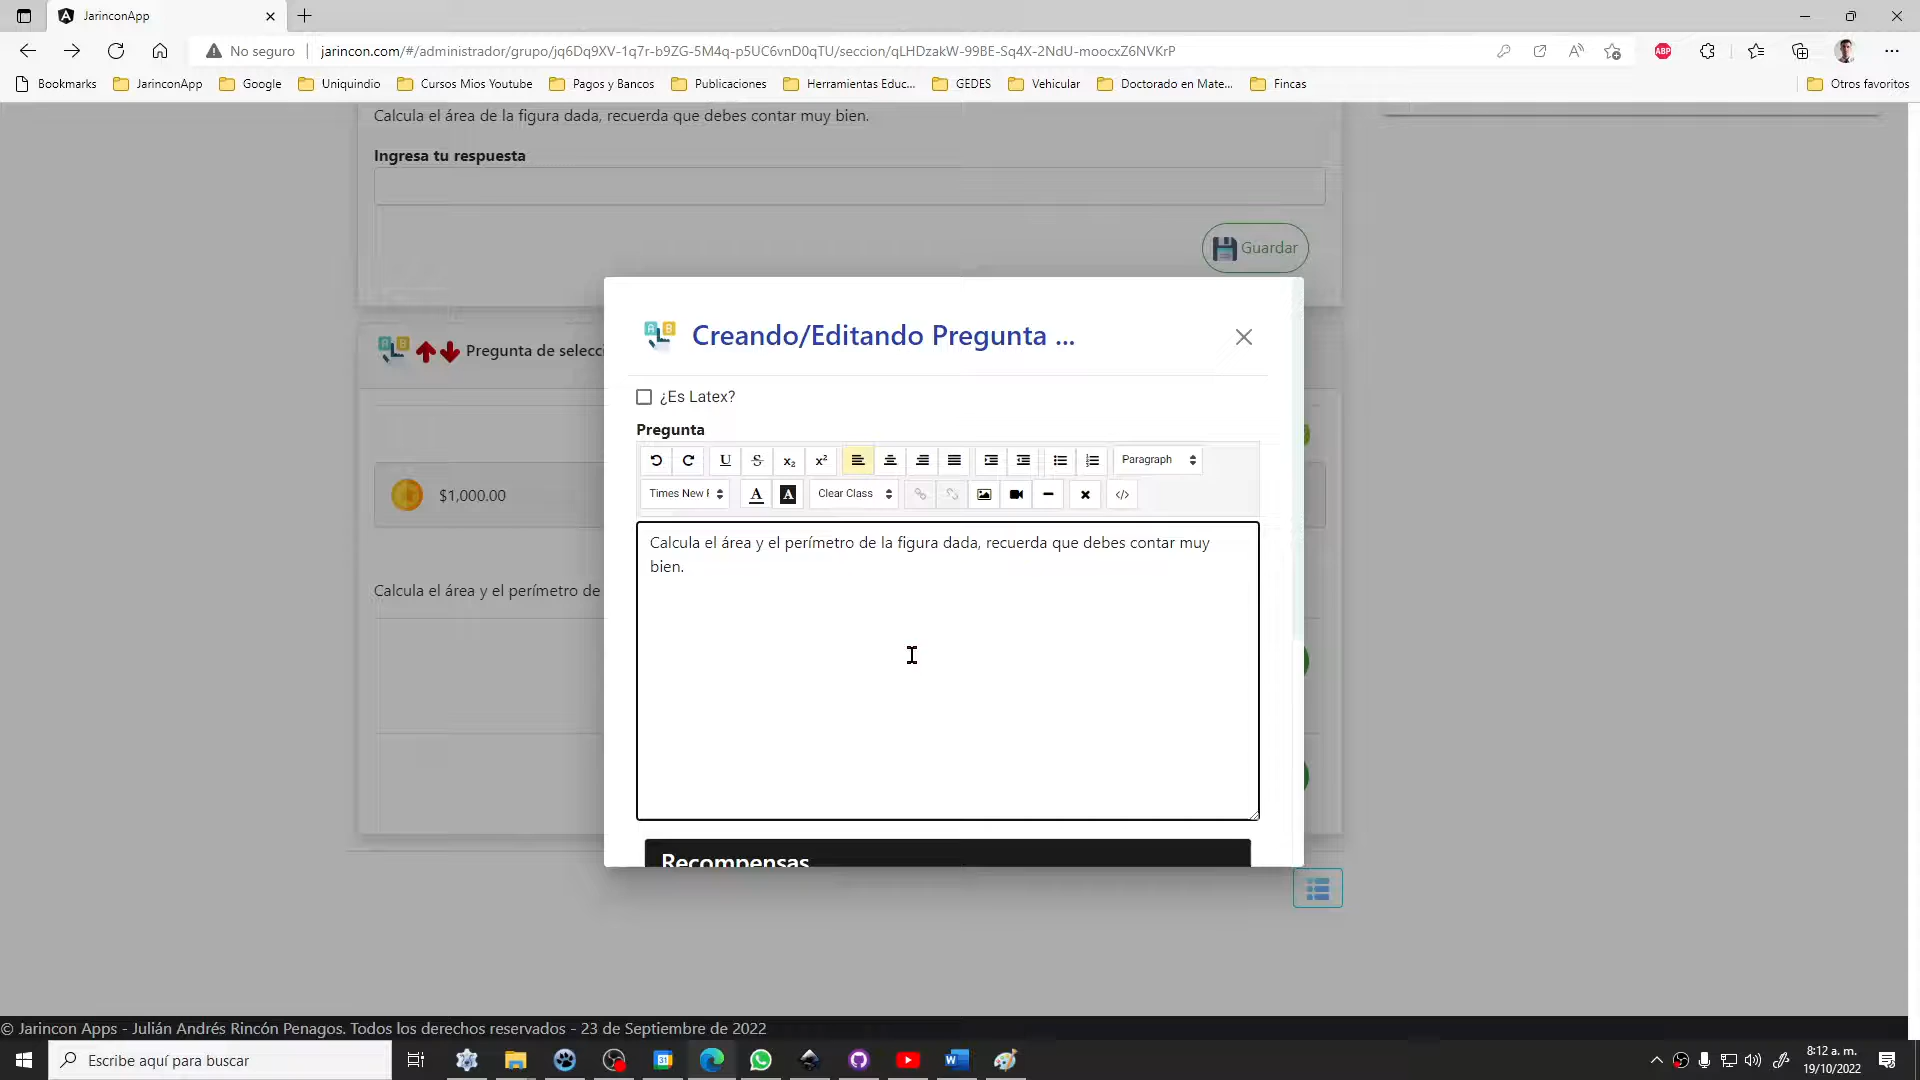 JarinconApp
No seguro
jarincon.com/#/administrador/grupo/jq6Dq9XV-1q7r-b9ZG-5M4q-p5UC6vnD0qTU/seccion/qLHDzakW-99BE-Sq4X-2NdU-moocxZ6NVKrP
ABP
Bookmarks JarinconApp Google Uniquindio Cursos Mios Youtube Pagos y Bancos Publicaciones Herramientas Educ... GEDES Vehicular Doctorado en Mate... Fincas Otros favoritos
Calcula el área de la figura dada, recuerda que debes contar muy bien.
Ingresa tu respuesta
Guardar
Creando/Editando Pregunta ...
A B Pregunta de selecci
¿Es Latex?
Pregunta
Paragraph
Times New F
Clear Class
$1,000.00
Calcula el área y el perímetro de la figura dada, recuerda que debes contar muy
bien.
Calcula el área y el perímetro de
Recompensas
© Jarincon Apps - Julián Andrés Rincón Penagos. Todos los derechos reservados - 23 de Septiembre de 2022
Escribe aquí para buscar
8:12 a. m.
19/10/2022